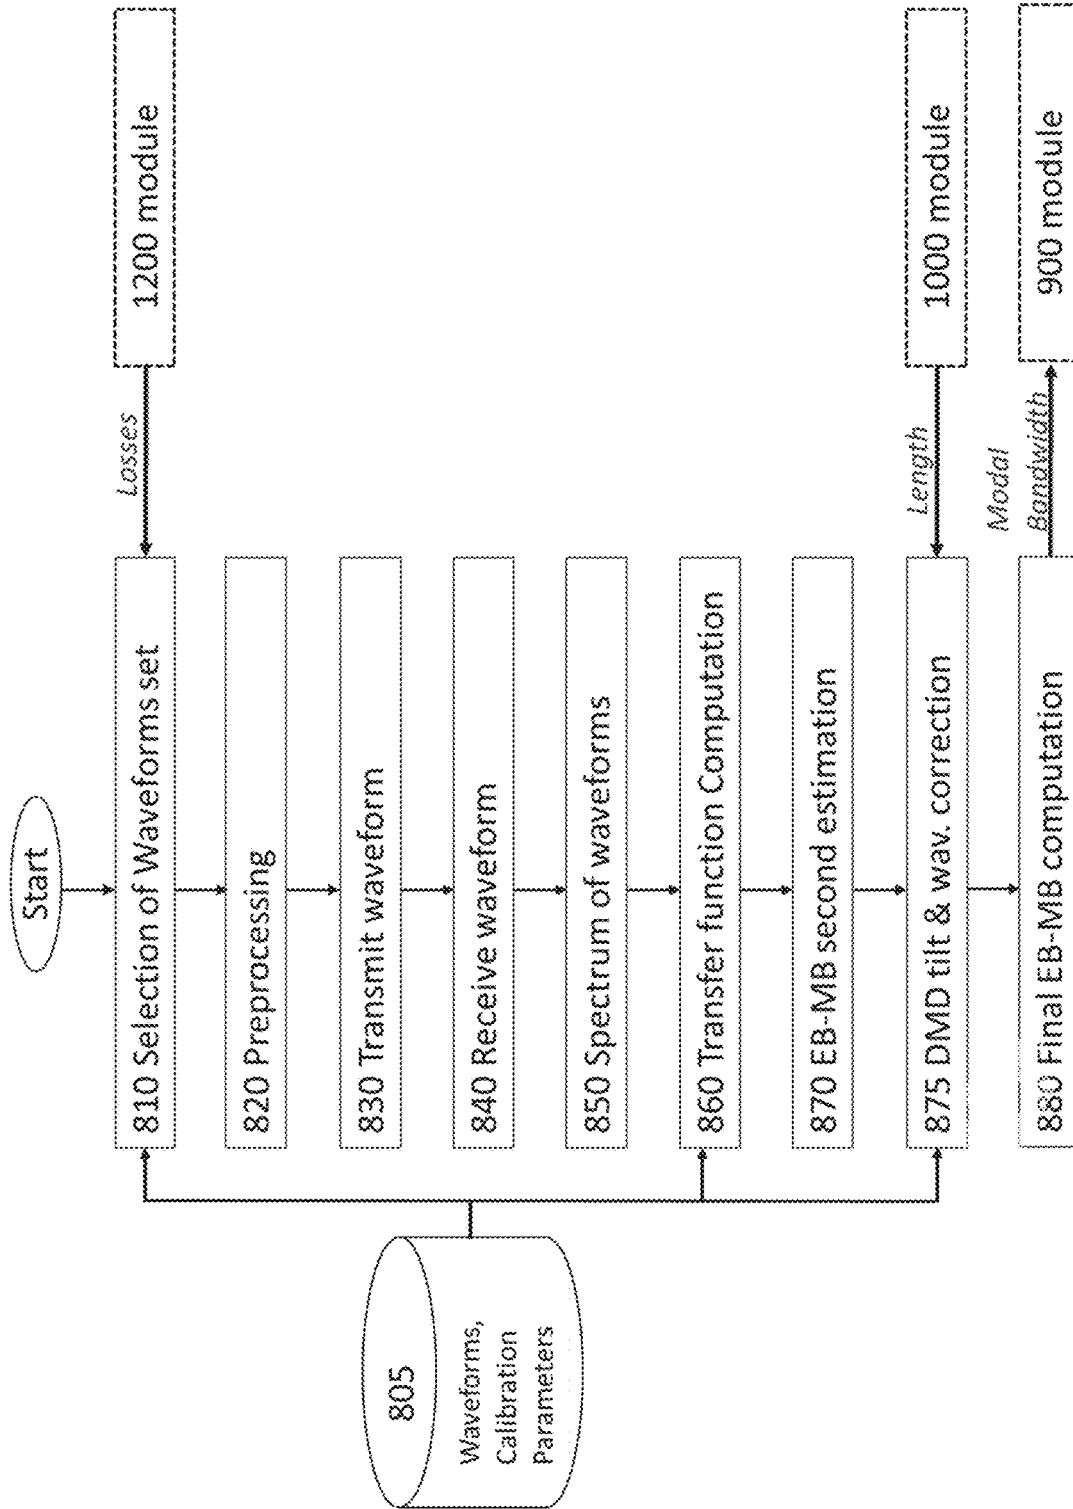 Start
810 Selection of Waveforms set
Losses
1200 module
820 Preprocessing
830 Transmit waveform
840 Receive waveform
850 Spectrum of waveforms
860 Transfer function Computation
870 EB-MB second estimation
875 DMD tilt & wav. correction
Length
1000 module
880 Final EB-MB computation
Modal
Bandwidth
900 module
805
Waveforms,
Calibration
Parameters